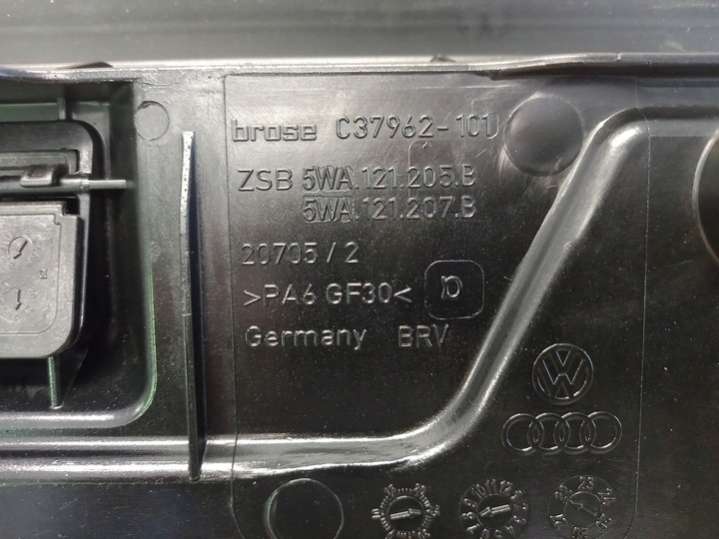 brose C37962-101
ZSB 5WA.121.205.B
5WA.121.207.B
20705/2
>PA6 GF30<
Germany BRV